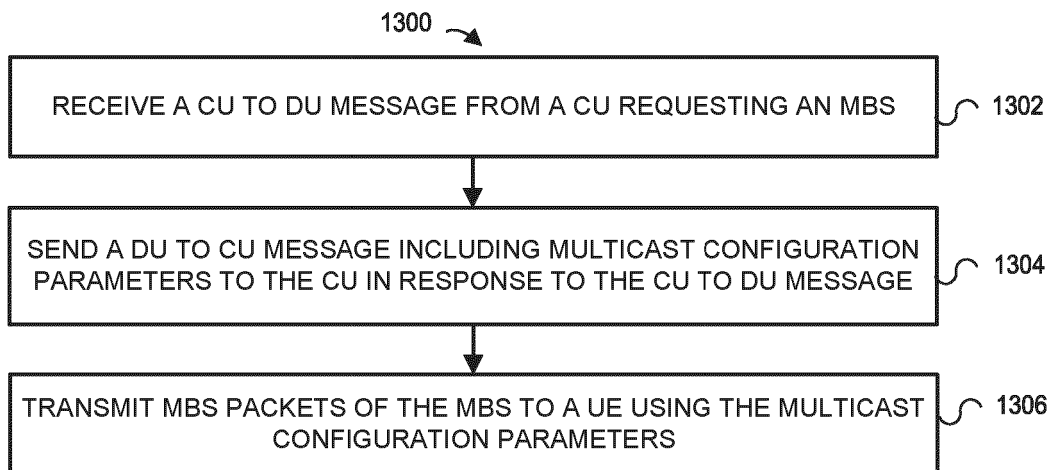 1300
RECEIVE A CU TO DU MESSAGE FROM A CU REQUESTING AN MBS
1302
SEND A DU TO CU MESSAGE INCLUDING MULTICAST CONFIGURATION
PARAMETERS TO THE CU IN RESPONSE TO THE CU TO DU MESSAGE
1304
TRANSMIT MBS PACKETS OF THE MBS TO A UE USING THE MULTICAST
CONFIGURATION PARAMETERS
1306